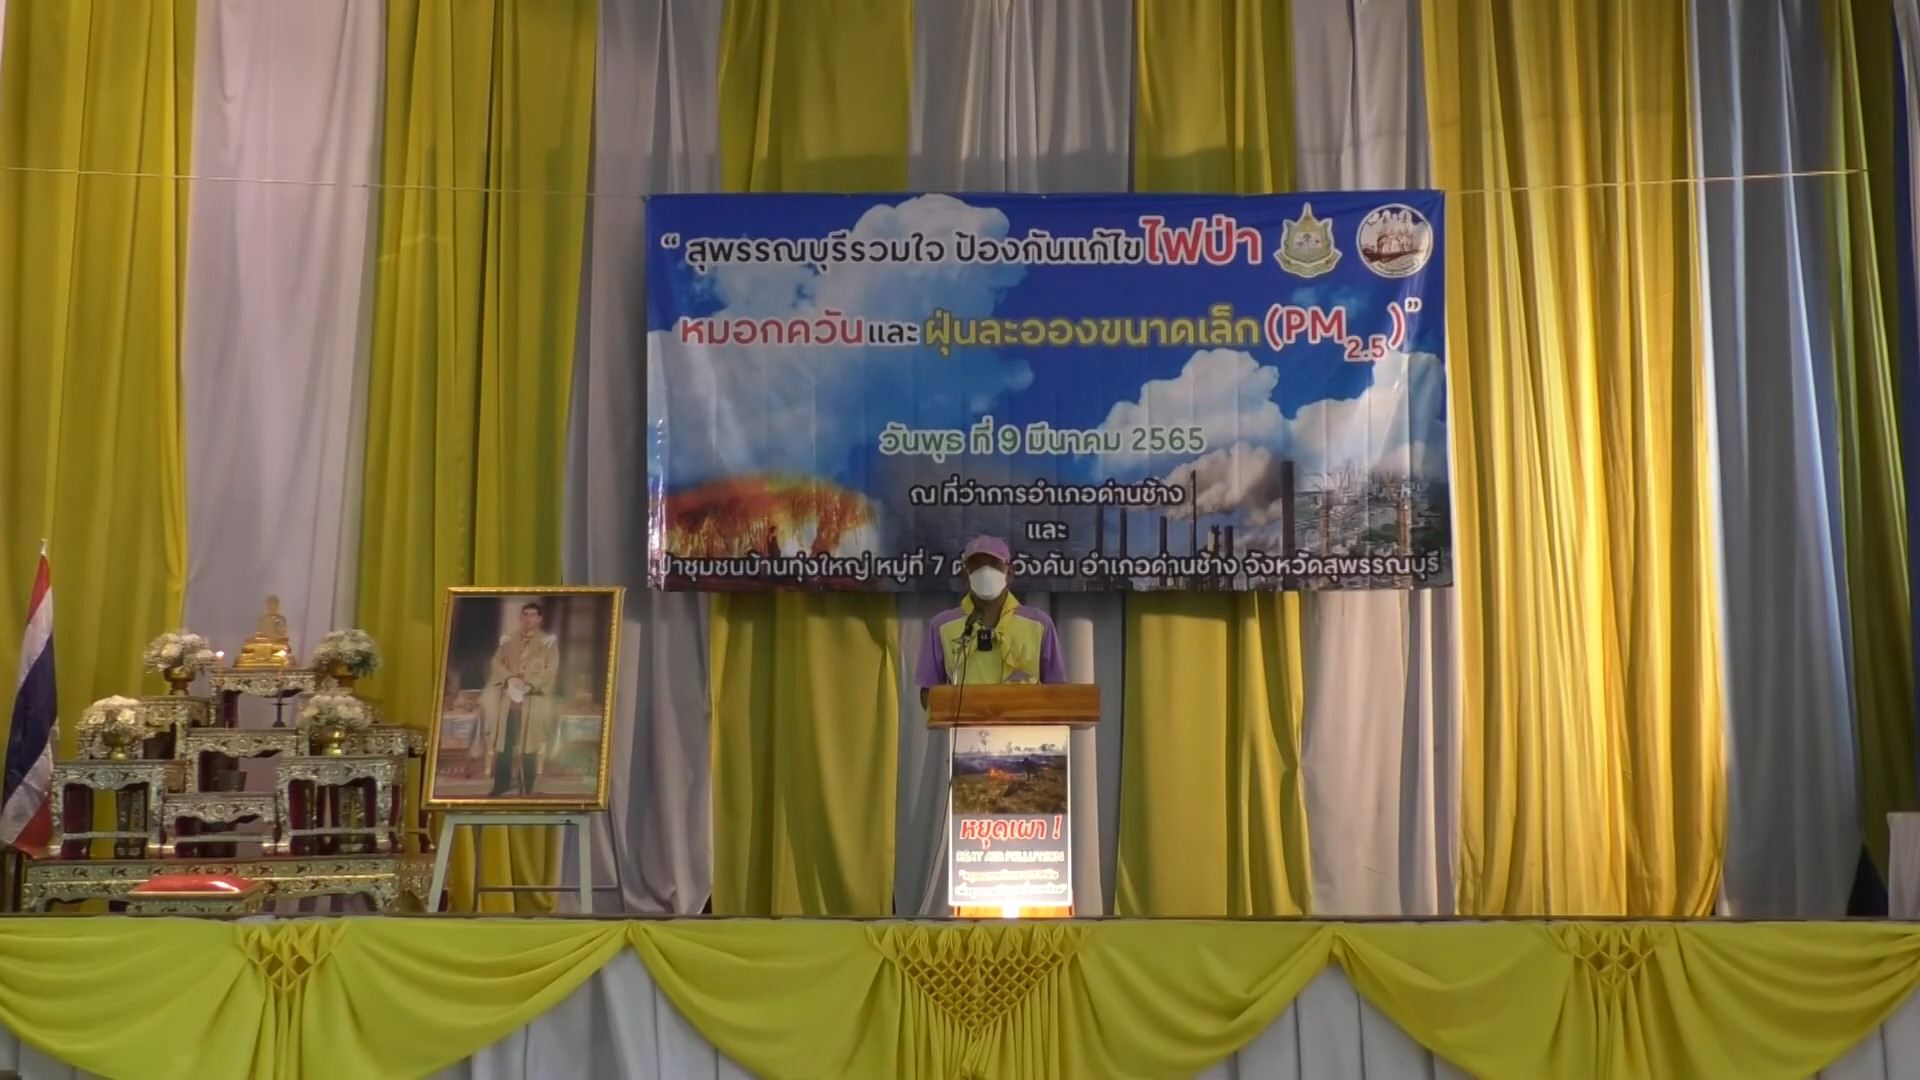 “ สุพรรณบุรีรวมใจ ป้องกันแก้ไขไฟป่า
หมอกควันและ ฝุ่นละอองขนาดเล็ก (PM2.5)”
วันพุธ ที่ 9 มีนาคม 2565
ณ ที่ว่าการอำเภอด่านช้าง
และ
ป่าชุมชนบ้านทุ่งใหญ่ หมู่ที่ 7 วังคัน อำเภอด่านช้าง จังหวัดสุพรรณบุรี
หยุดเผา !
BEAT AIR POLLUTION